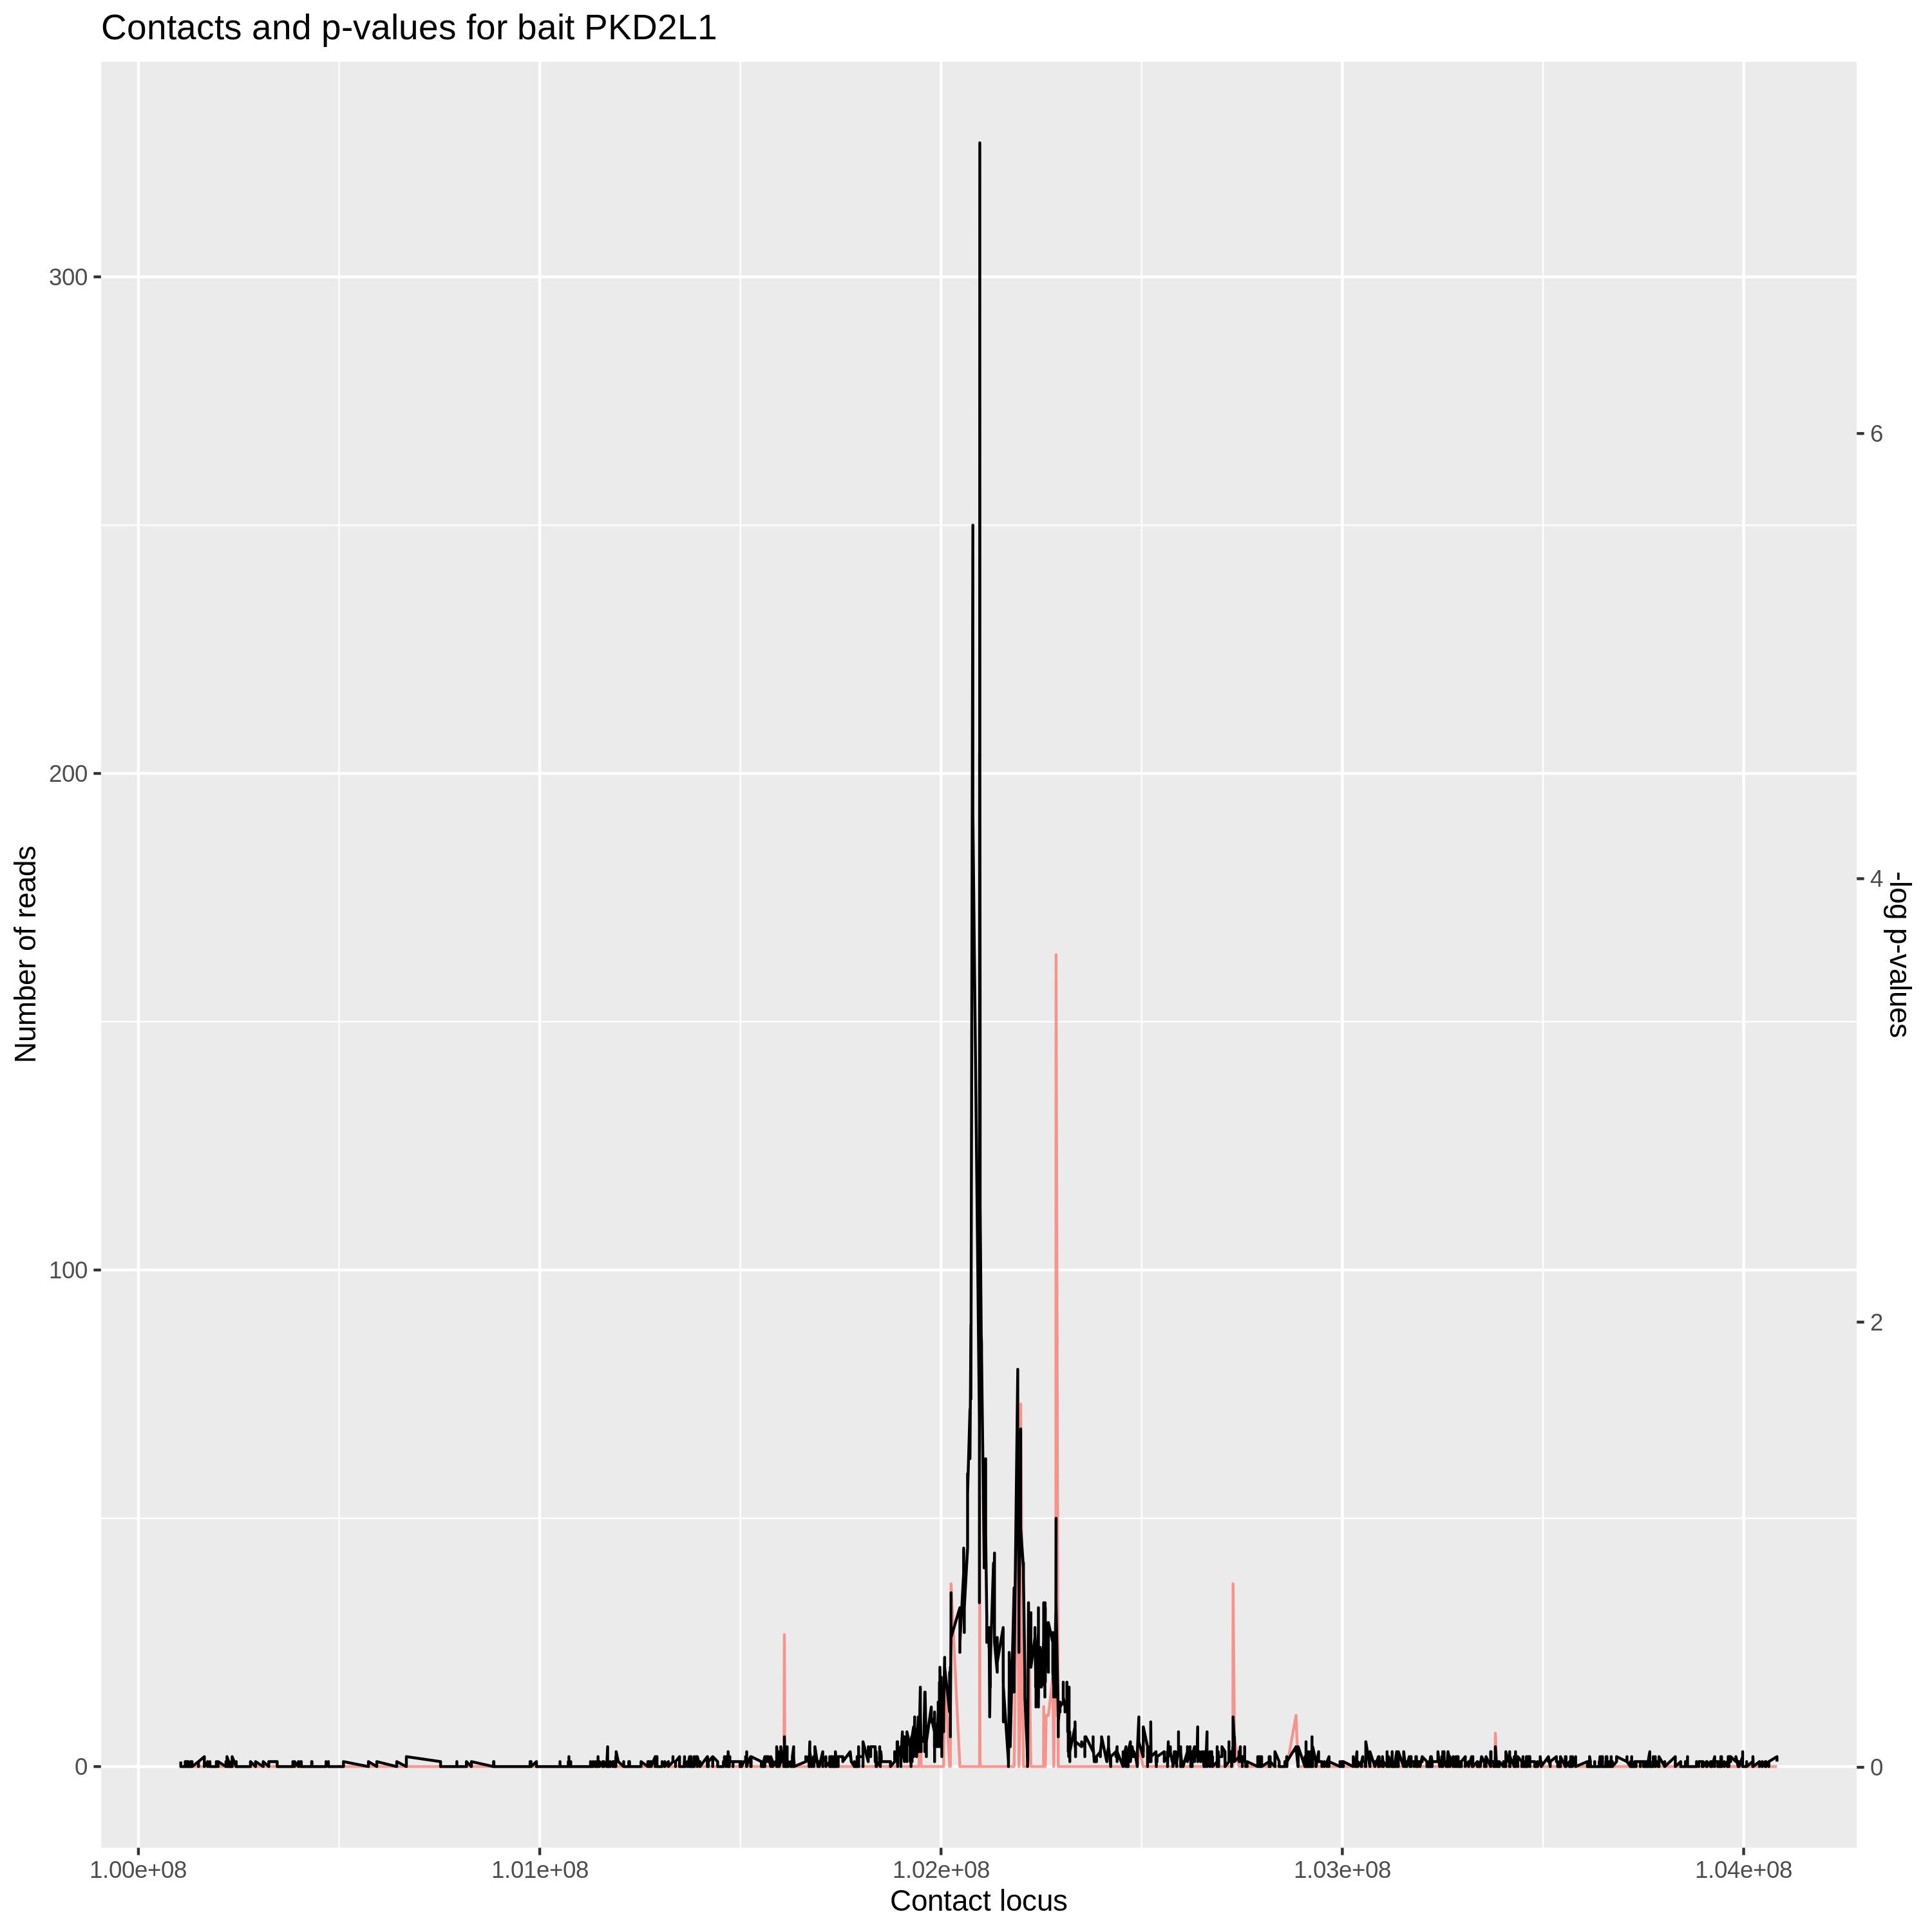 Contacts and p-values for bait PKD2L1
300
200
100
0
6
4
2
0
Number of reads
-log p-values
1.00e+08 1.01e+08 1.02e+08 1.03e+08 1.04e+08
Contact locus